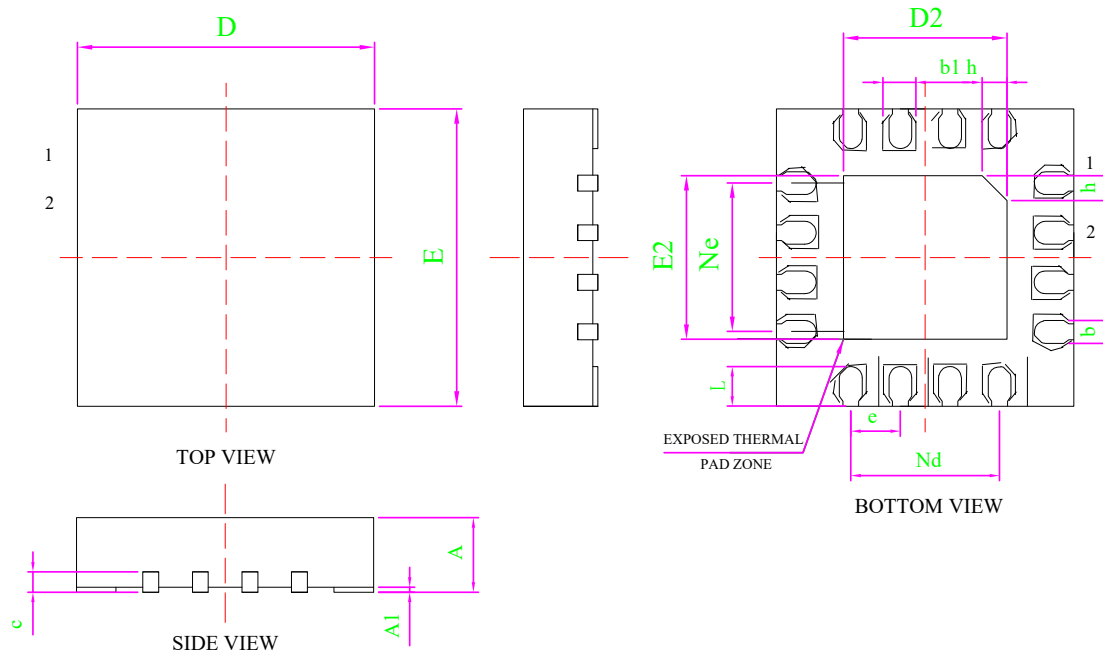 D
1
2
E
TOP VIEW
D2
b1 h
1
h
2
E2
Ne
b
L
e
EXPOSED THERMAL
PAD ZONE
Nd
BOTTOM VIEW
A
c
A1
SIDE VIEW